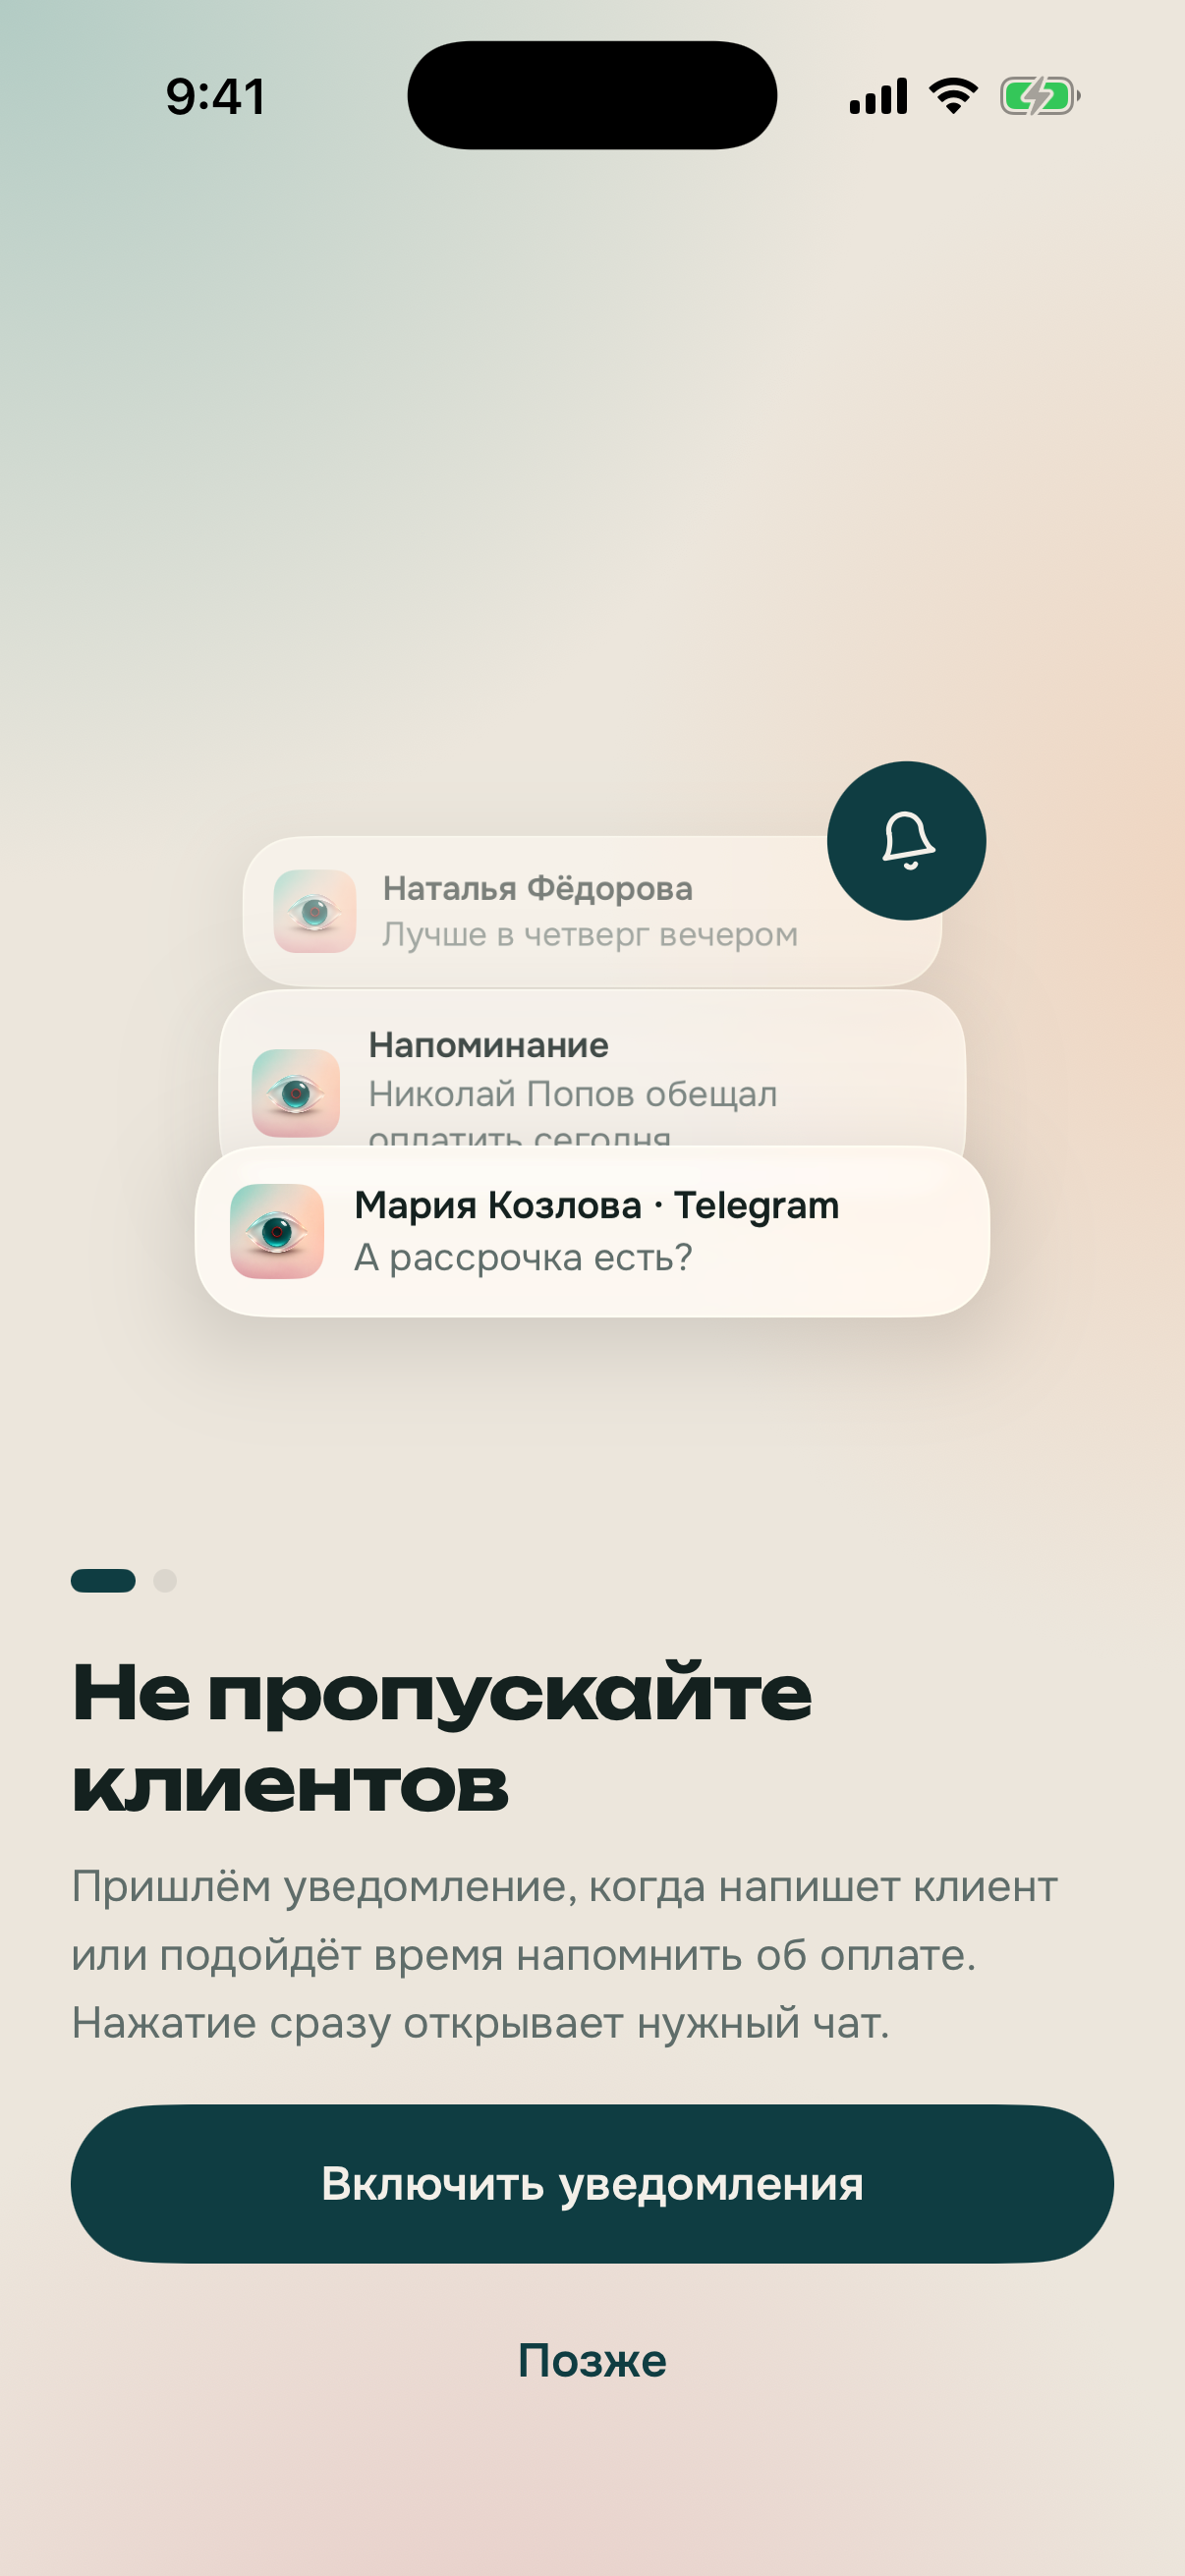 9:41
Наталья Фёдорова
Лучше в четверг вечером
Напоминание
Николай Попов обещал
оплатить сегодня
Мария Козлова · Telegram
А рассрочка есть?
Не пропускайте
клиентов
Пришлём уведомление, когда напишет клиент
или подойдёт время напомнить об оплате.
Нажатие сразу открывает нужный чат.
Включить уведомления
Позже